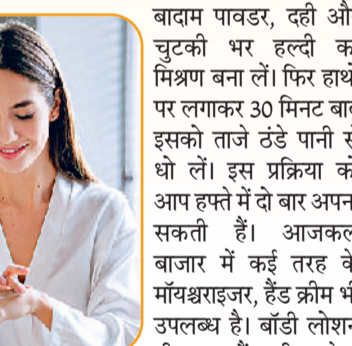 बादाम पावडर, दही औ
चुटकी भर हल्दी क
मिश्रण बना लें। फिर हाथे
पर लगाकर 30 मिनट बाद
इसको ताजे ठंडे पानी से
धो लें। इस प्रक्रिया क
आप हफ्ते में दो बार अपन
सकती हैं। आजकल
बाजार में कई तरह के
मॉयश्चराइजर, हैंड क्रीम भ
उपलब्ध है। बॉडी लोशन